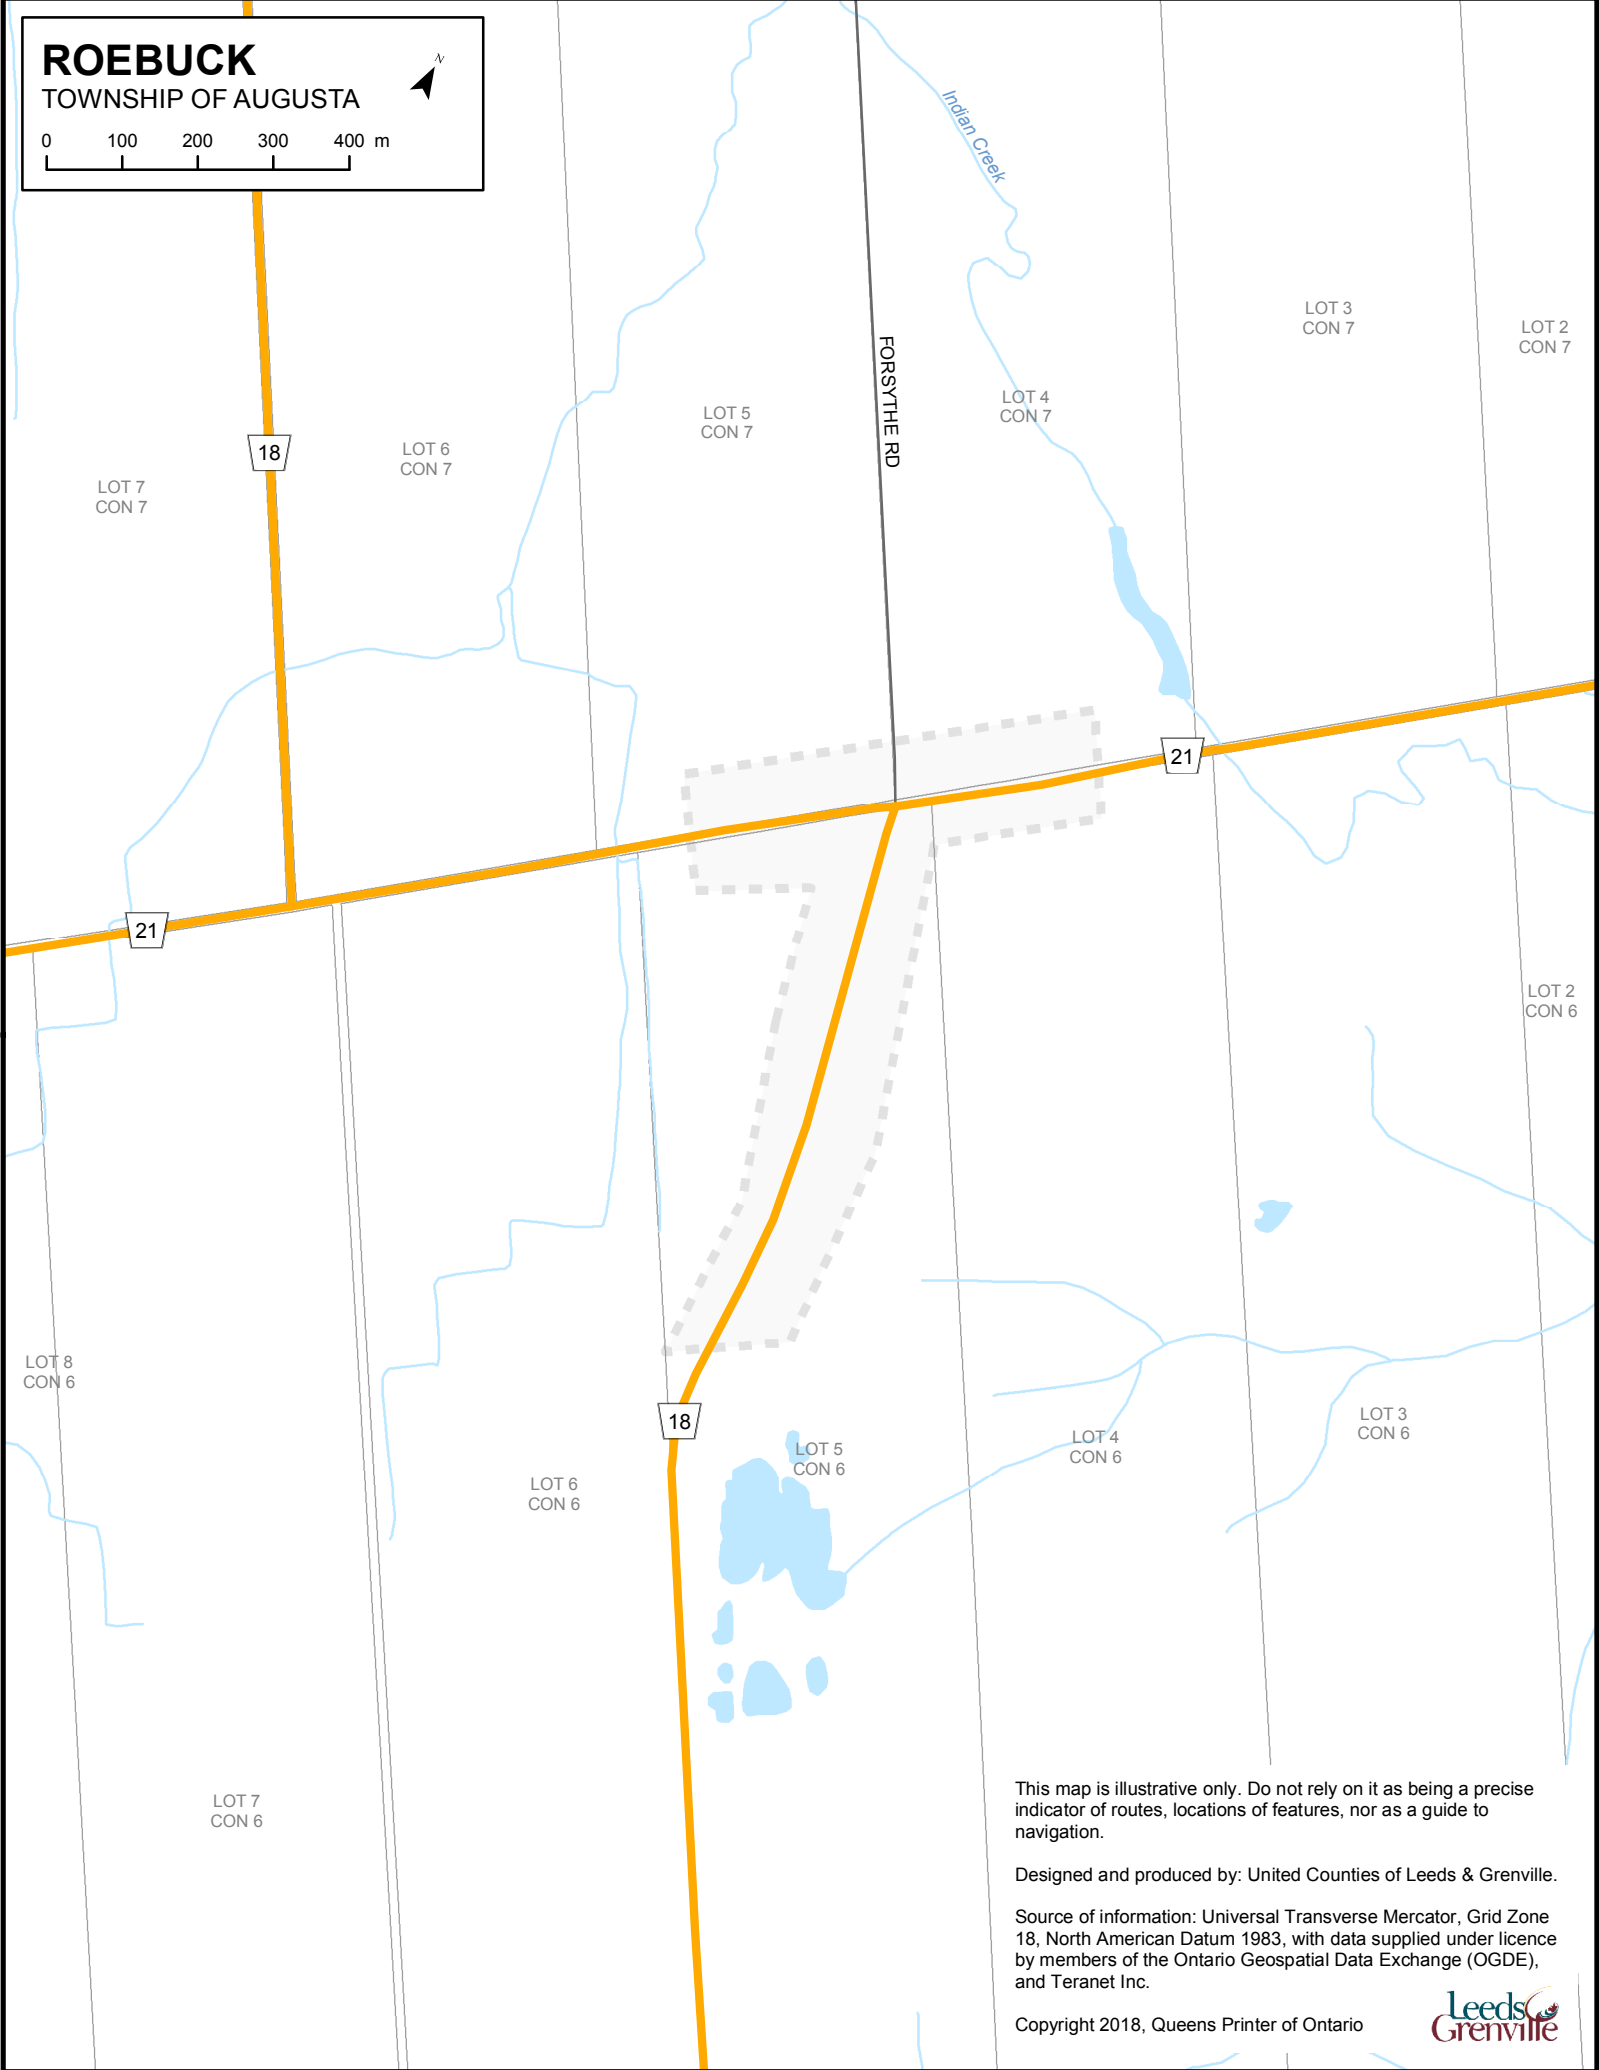 ROEBUCK
TOWNSHIP OF AUGUSTA
N
0 100 200 300 400 m
Indian Creek
FORSYTHE RD
LOT 3
CON 7
LOT 2
CON 7
LOT 4
CON 7
LOT 5
CON 7
LOT 6
CON 7
18
LOT 7
CON 7
21
21
LOT 2
CON 6
LOT 8
CON 6
18
LOT 3
CON 6
LOT 4
CON 6
LOT 5
CON 6
LOT 6
CON 6
LOT 7
CON 6
This map is illustrative only. Do not rely on it as being a precise
indicator of routes, locations of features, nor as a guide to
navigation.
Designed and produced by: United Counties of Leeds & Grenville.
Source of information: Universal Transverse Mercator, Grid Zone
18, North American Datum 1983, with data supplied under licence
by members of the Ontario Geospatial Data Exchange (OGDE),
and Teranet Inc.
Copyright 2018, Queens Printer of Ontario
Leeds
Grenville